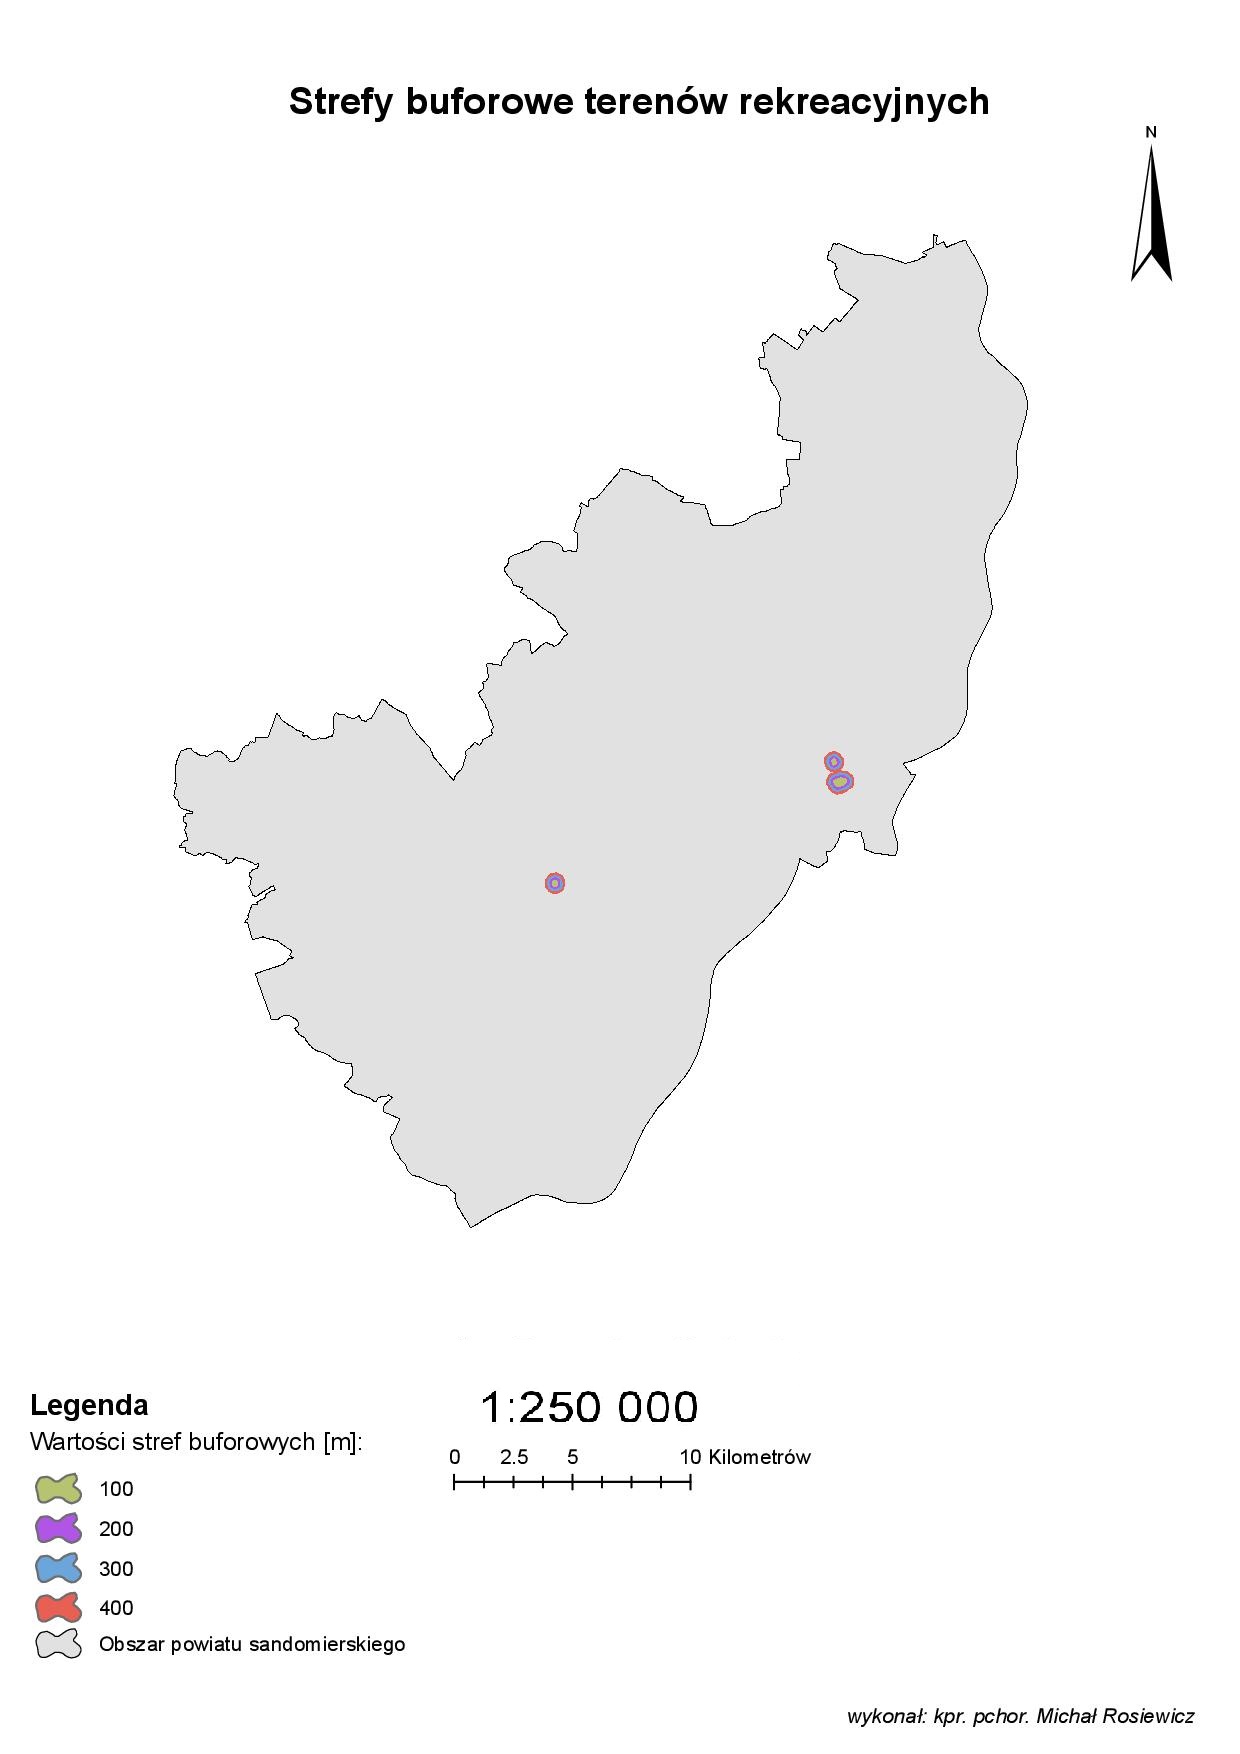 Strefy buforowe terenów rekreacyjnych
N
Legenda
Wartości stref buforowych [m]:
100
200
300
400
Obszar powiatu sandomierskiego
1:250 000
0 2.5 5 10 Kilometrów
wykonał: kpr. pchor. Michał Rosiewicz